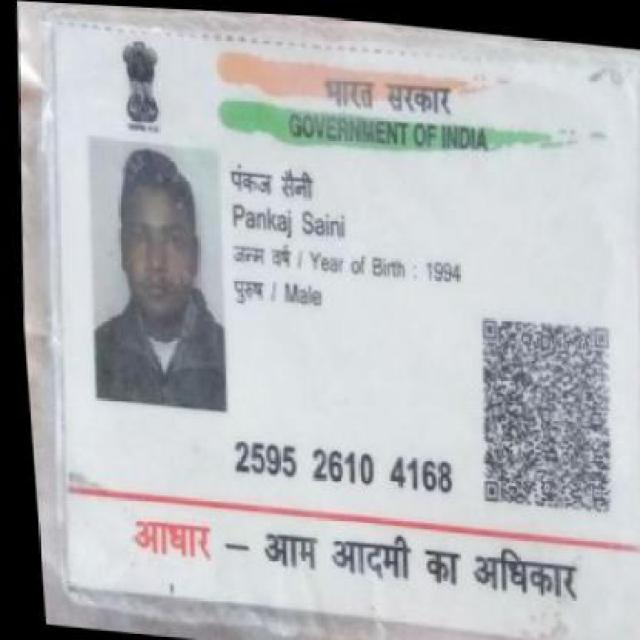 भारत सरकार
GOVERNMENT OF INDIA
पंकज सैनी
Pankaj Saini
जन्म वर्ष / Year of Birth : 1994
पुरुष / Male
2595 2610 4168
आधार – आम आदमी का अधिकार